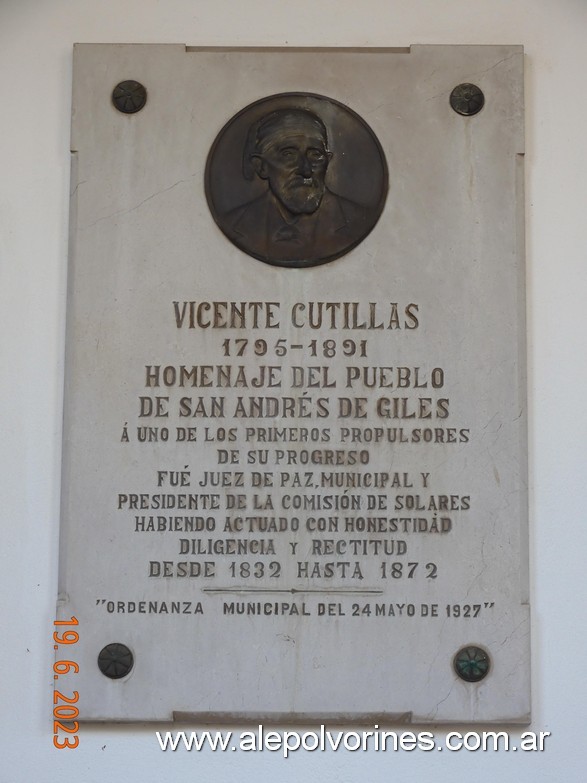 VICENTE CUTILLAS
1795-1891
HOMENAJE DEL PUEBLO
DE SAN ANDRÉS DE GILES
Á UNO DE LOS PRIMEROS PROPULSORES
DE SU PROGRESO
FUÉ JUEZ DE PAZ, MUNICIPAL Y
PRESIDENTE DE LA COMISIÓN DE SOLARES
HABIENDO ACTUADO CON HONESTIDAD
DILIGENCIA Y RECTITUD
DESDE 1832 HASTA 1872
"ORDENANZA MUNICIPAL DEL 24 MAYO DE 1927"
19.6.2023
www.alepolvorines.com.ar